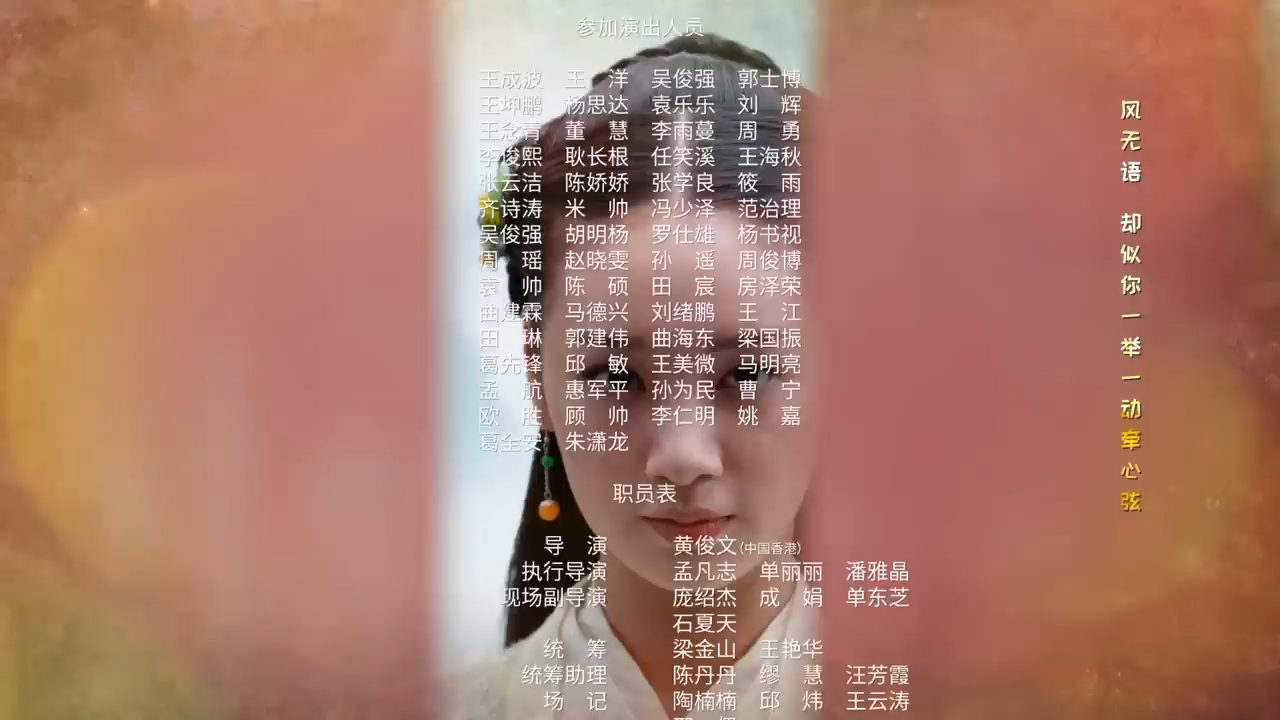 参加演出人员
王成波 王 洋 吴俊强 郭士博
王坤鹏 杨思达 袁乐乐 刘 辉
王念青 董 慧 李雨蔓 周 勇
李俊熙 耿长根 任笑溪 王海秋
张云洁 陈娇娇 张学良 筱 雨
齐诗涛 米 帅 冯少泽 范治理
吴俊强 胡明杨 罗仕雄 杨书视
周 瑶 赵晓雯 孙 遥 周俊博
袁 帅 陈 硕 田 宸 房泽荣
曲建霖 马德兴 刘绪鹏 王 江
田 琳 郭建伟 曲海东 梁国振
葛先锋 邱 敏 王美微 马明亮
孟 航 惠军平 孙为民 曹 宁
欧 胜 顾 帅 李仁明 姚 嘉
葛全安 朱潇龙
职员表
导 演 黄俊文(中国香港)
执行导演 孟凡志 单丽丽 潘雅晶
现场副导演 庞绍杰 成 娟 单东芝
石夏天
统 筹 梁金山 王艳华
统筹助理 陈丹丹 缪 慧 汪芳霞
场 记 陶楠楠 邱 炜 王云涛
风无语 却似你一举一动牵心弦